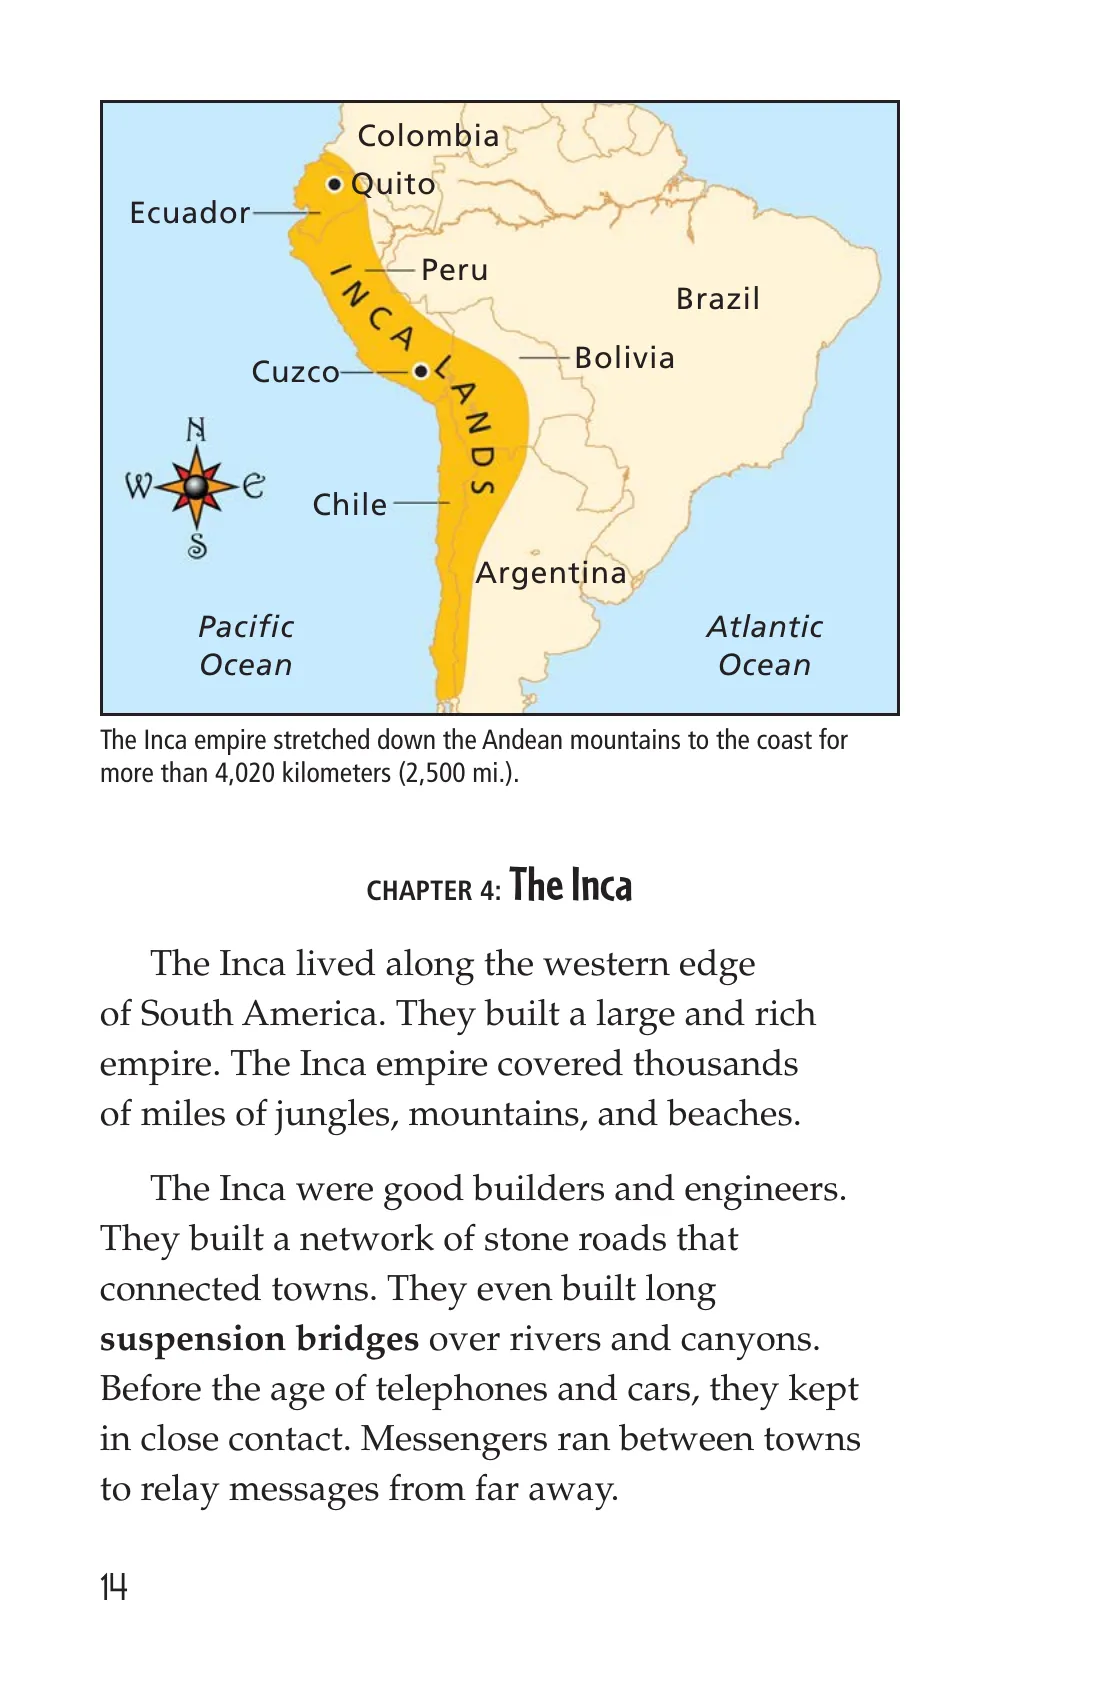 Colombia
Quito
Ecuador
Peru
Brazil
INCA LANDS
Bolivia
Cuzco
N
W E
S
Chile
Argentina
Pacific
Ocean
Atlantic
Ocean
The Inca empire stretched down the Andean mountains to the coast for
more than 4,020 kilometers (2,500 mi.).
CHAPTER 4: The Inca
The Inca lived along the western edge
of South America. They built a large and rich
empire. The Inca empire covered thousands
of miles of jungles, mountains, and beaches.
The Inca were good builders and engineers.
They built a network of stone roads that
connected towns. They even built long
suspension bridges over rivers and canyons.
Before the age of telephones and cars, they kept
in close contact. Messengers ran between towns
to relay messages from far away.
14